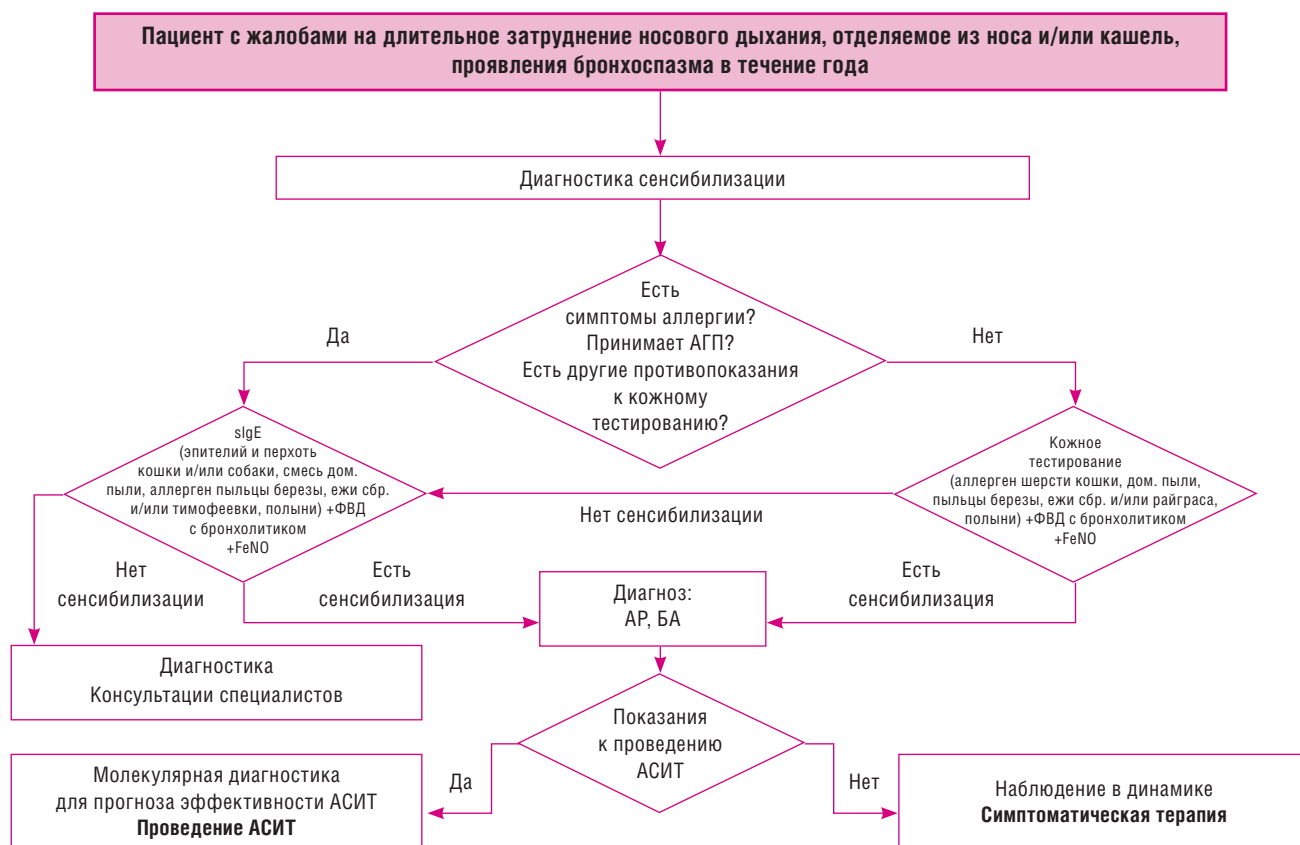 Пациент с жалобами на длительное затруднение носового дыхания, отделяемое из носа и/или кашель,
проявления бронхоспазма в течение года
Диагностика сенсибилизации
Есть
симптомы аллергии?
Принимает АГП?
Есть другие противопоказания
к кожному
тестированию?
Да
Нет
sIgE
(эпителий и перхоть
кошки и/или собаки, смесь дом.
пыли, аллерген пыльцы березы, ежи сбр.
и/или тимофеевки, полыни) +ФВД
с бронхолитиком
+FeNO
Нет сенсибилизации
Кожное
тестирование
(аллерген шерсти кошки, дом. пыли,
пыльцы березы, ежи сбр. и/или райграса,
полыни) +ФВД с бронхолитиком
+FeNO
Нет
сенсибилизации
Есть
сенсибилизация
Диагноз:
АР, БА
Есть
сенсибилизация
Диагностика
Консультации специалистов
Показания
к проведению
АСИТ
Да
Нет
Молекулярная диагностика
для прогноза эффективности АСИТ
Проведение АСИТ
Наблюдение в динамике
Симптоматическая терапия